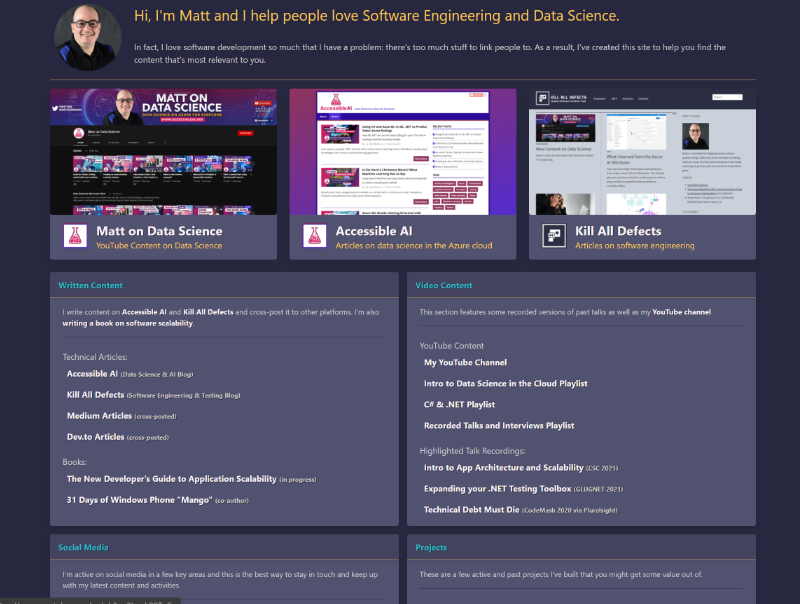 Hi, I'm Matt and I help people love Software Engineering and Data Science.
In fact, I love software development so much that I have a problem: there's too much stuff to link people to. As a result, I've created this site to help you find the
content that's most relevant to you.
MATT ON
DATA SCIENCE
Matt on Data Science
Accessible AI
KILL ALL DEFECTS
Matt on Data Science
YouTube Content on Data Science
Accessible AI
Articles on data science in the Azure cloud
Kill All Defects
Articles on software engineering
Written Content
I write content on Accessible AI and Kill All Defects and cross-post it to other platforms. I'm also
writing a book on software scalability.
Technical Articles:
Accessible AI (Data Science & AI Blog)
Kill All Defects (Software Engineering & Testing Blog)
Medium Articles (cross-posted)
Dev.to Articles (cross-posted)
Books:
The New Developer's Guide to Application Scalability (in progress)
31 Days of Windows Phone "Mango" (co-author)
Video Content
This section features some recorded versions of past talks as well as my YouTube channel.
YouTube Content
My YouTube Channel
Intro to Data Science in the Cloud Playlist
C# & .NET Playlist
Recorded Talks and Interviews Playlist
Highlighted Talk Recordings:
Intro to App Architecture and Scalability (CSC 2021)
Expanding your .NET Testing Toolbox (GLUGNET 2021)
Technical Debt Must Die (CodeMash 2020 via Pluralsight)
Social Media
I'm active on social media in a few key areas and this is the best way to stay in touch and keep up
with my latest content and activities.
Projects
These are a few active and past projects I've built that you might get some value out of.